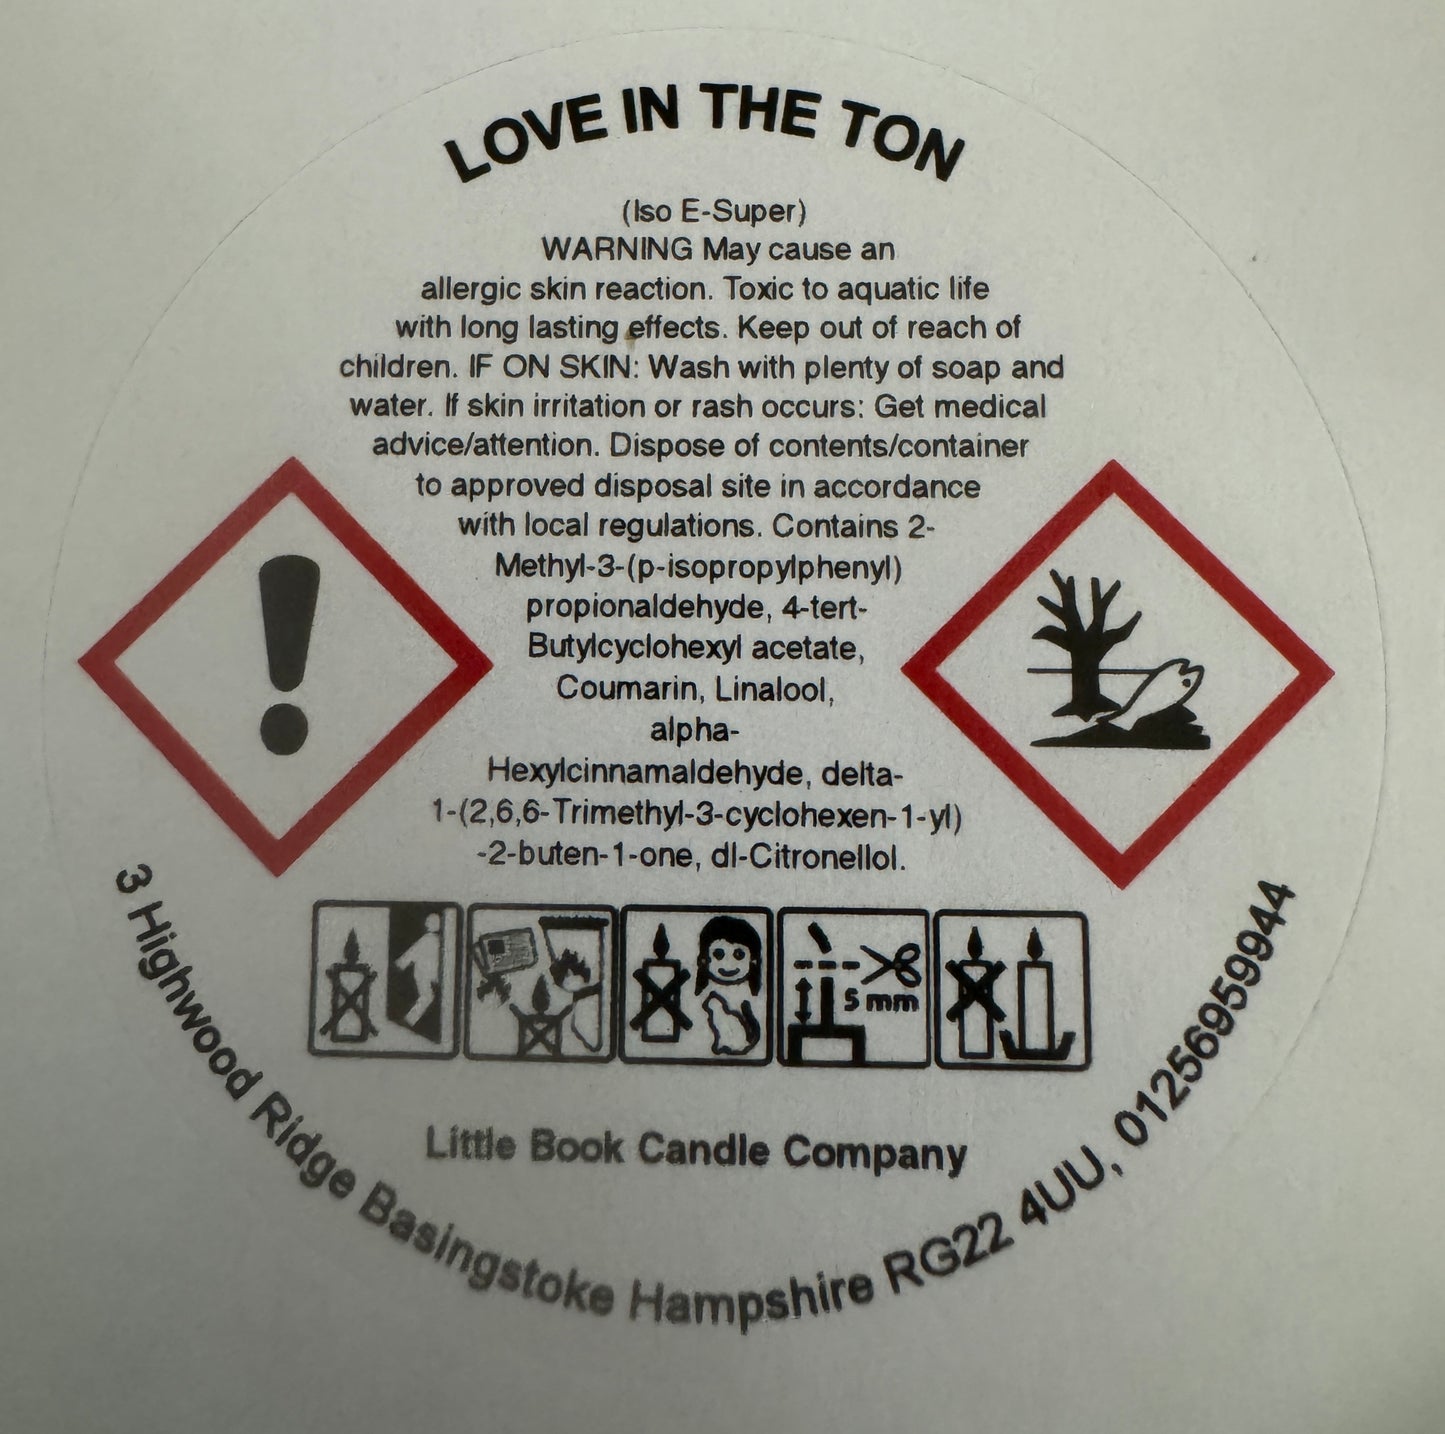 LOVE IN THE TON
(Iso E-Super)
WARNING May cause an
allergic skin reaction. Toxic to aquatic life
with long lasting effects. Keep out of reach of
children. IF ON SKIN: Wash with plenty of soap and
water. If skin irritation or rash occurs: Get medical
advice/attention. Dispose of contents/container
to approved disposal site in accordance
with local regulations. Contains 2-
Methyl-3-(p-isopropylphenyl)
propionaldehyde, 4-tert-
Butylcyclohexyl acetate,
Coumarin, Linalool,
alpha-
Hexylcinnamaldehyde, delta-
1-(2,6,6-Trimethyl-3-cyclohexen-1-yl)
-2-buten-1-one, dl-Citronellol.
5 mm
Little Book Candle Company
3 Highwood Ridge Basingstoke Hampshire RG22 4UU, 01256959944